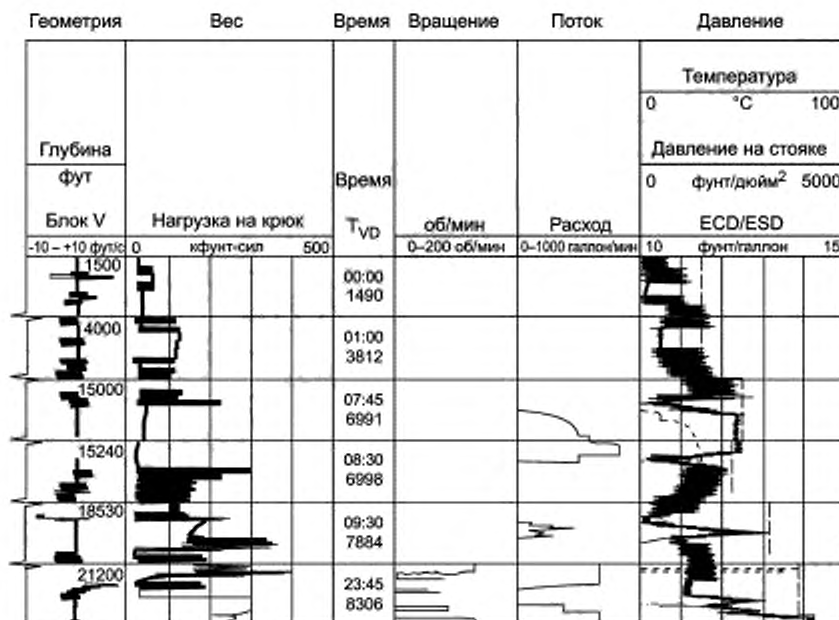 Геометрия Вес Время Вращение Поток Давление
Температура
0 °C 100
Глубина Давление на стояке
фут Время 0 фунт/дюйм² 5000
Блок V Нагрузка на крюк TVD об/мин Расход ECD/ESD
-10 – +10 фут/с 0 кфунт•сил 500 0–200 об/мин 0–1000 галлон/мин 10 фунт/галлон 15
1500 00:00
1490
4000 01:00
3812
15000 07:45
6991
15240 08:30
6998
18530 09:30
7884
21200 23:45
8306